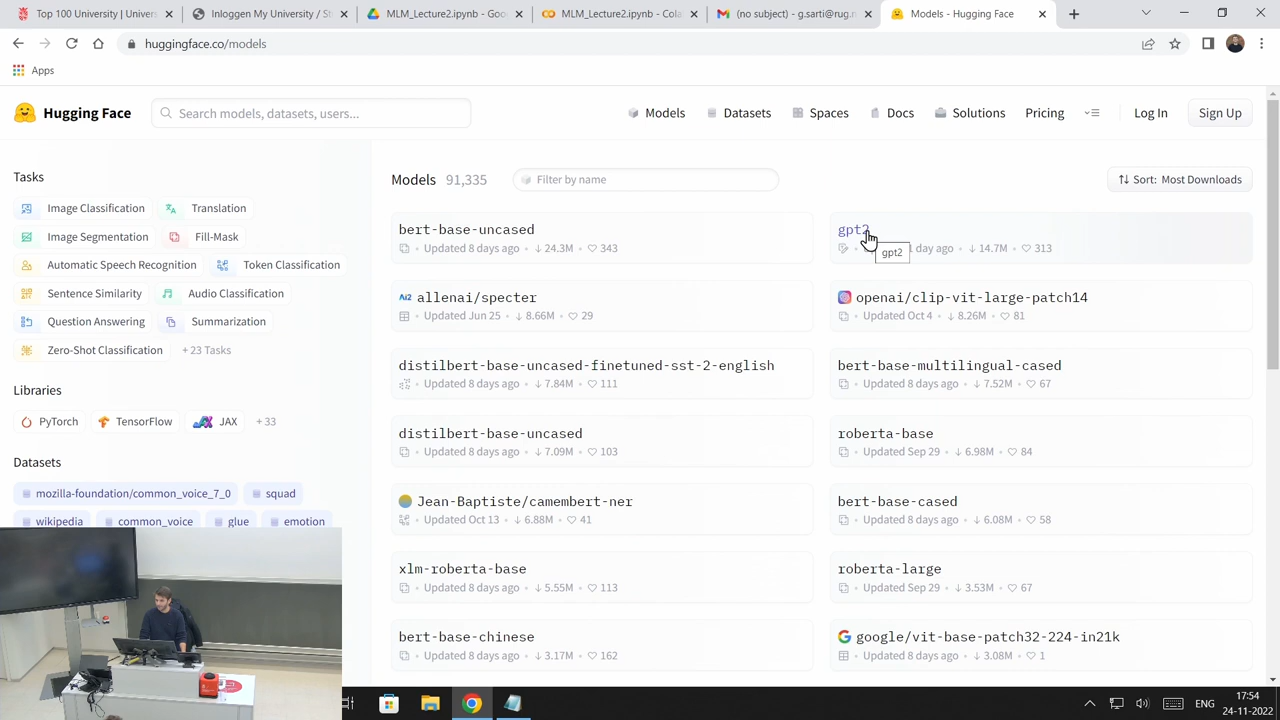 Top 100 University | Univers
Inloggen My University / St
MLM_Lecture2.ipynb - Goo
MLM_Lecture2.ipynb - Cola
(no subject) - g.sarti@rug.n
Models - Hugging Face
huggingface.co/models
Apps
Hugging Face
Search models, datasets, users...
Models
Datasets
Spaces
Docs
Solutions
Pricing
Log In
Sign Up
Tasks
Image Classification
Translation
Image Segmentation
Fill-Mask
Automatic Speech Recognition
Token Classification
Sentence Similarity
Audio Classification
Question Answering
Summarization
Zero-Shot Classification
+ 23 Tasks
Libraries
PyTorch
TensorFlow
JAX
+ 33
Datasets
mozilla-foundation/common_voice_7_0
squad
wikipedia
common_voice
glue
emotion
Models 91,335
Filter by name
Sort: Most Downloads
bert-base-uncased
Updated 8 days ago • ↓ 24.3M • ♡ 343
gpt2
1 day ago • ↓ 14.7M • ♡ 313
gpt2
Ai2 allenai/specter
Updated Jun 25 • ↓ 8.66M • ♡ 29
openai/clip-vit-large-patch14
Updated Oct 4 • ↓ 8.26M • ♡ 81
distilbert-base-uncased-finetuned-sst-2-english
Updated 8 days ago • ↓ 7.84M • ♡ 111
bert-base-multilingual-cased
Updated 8 days ago • ↓ 7.52M • ♡ 67
distilbert-base-uncased
Updated 8 days ago • ↓ 7.09M • ♡ 103
roberta-base
Updated Sep 29 • ↓ 6.98M • ♡ 84
Jean-Baptiste/camembert-ner
Updated Oct 13 • ↓ 6.88M • ♡ 41
bert-base-cased
Updated 8 days ago • ↓ 6.08M • ♡ 58
xlm-roberta-base
Updated 8 days ago • ↓ 5.55M • ♡ 113
roberta-large
Updated Sep 29 • ↓ 3.53M • ♡ 67
bert-base-chinese
Updated 8 days ago • ↓ 3.17M • ♡ 162
google/vit-base-patch32-224-in21k
Updated 8 days ago • ↓ 3.08M • ♡ 1
ENG
17:54
24-11-2022